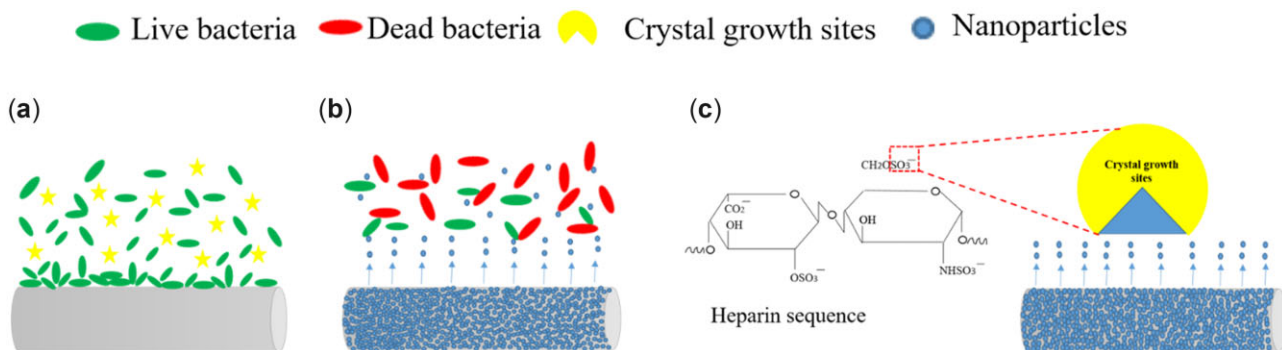 Live bacteria Dead bacteria Crystal growth sites Nanoparticles
(a) (b) (c)
CH2OSO3−
Crystal growth
sites
O O
CO2− O OH
OH
O O
OSO3− NHSO3−
Heparin sequence